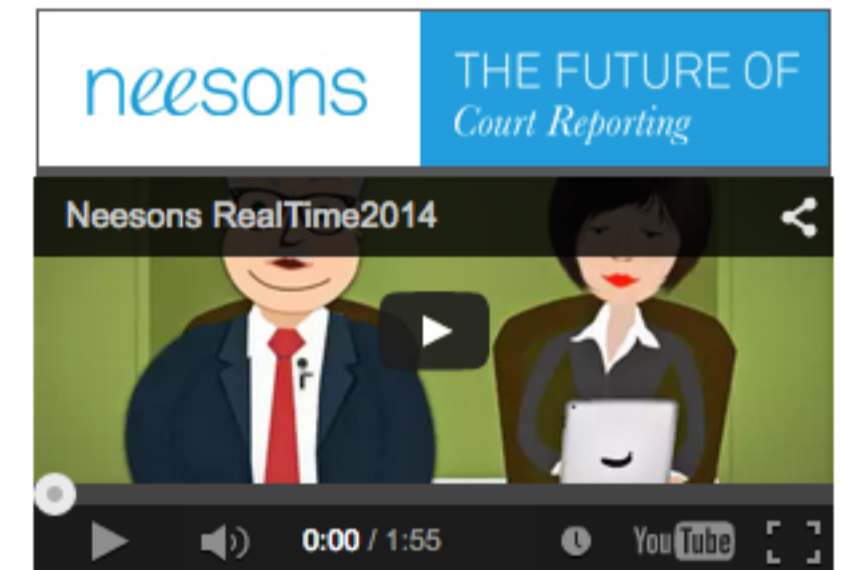 neesons
THE FUTURE OF
Court Reporting
Neesons RealTime2014
0:00 / 1:55
YouTube